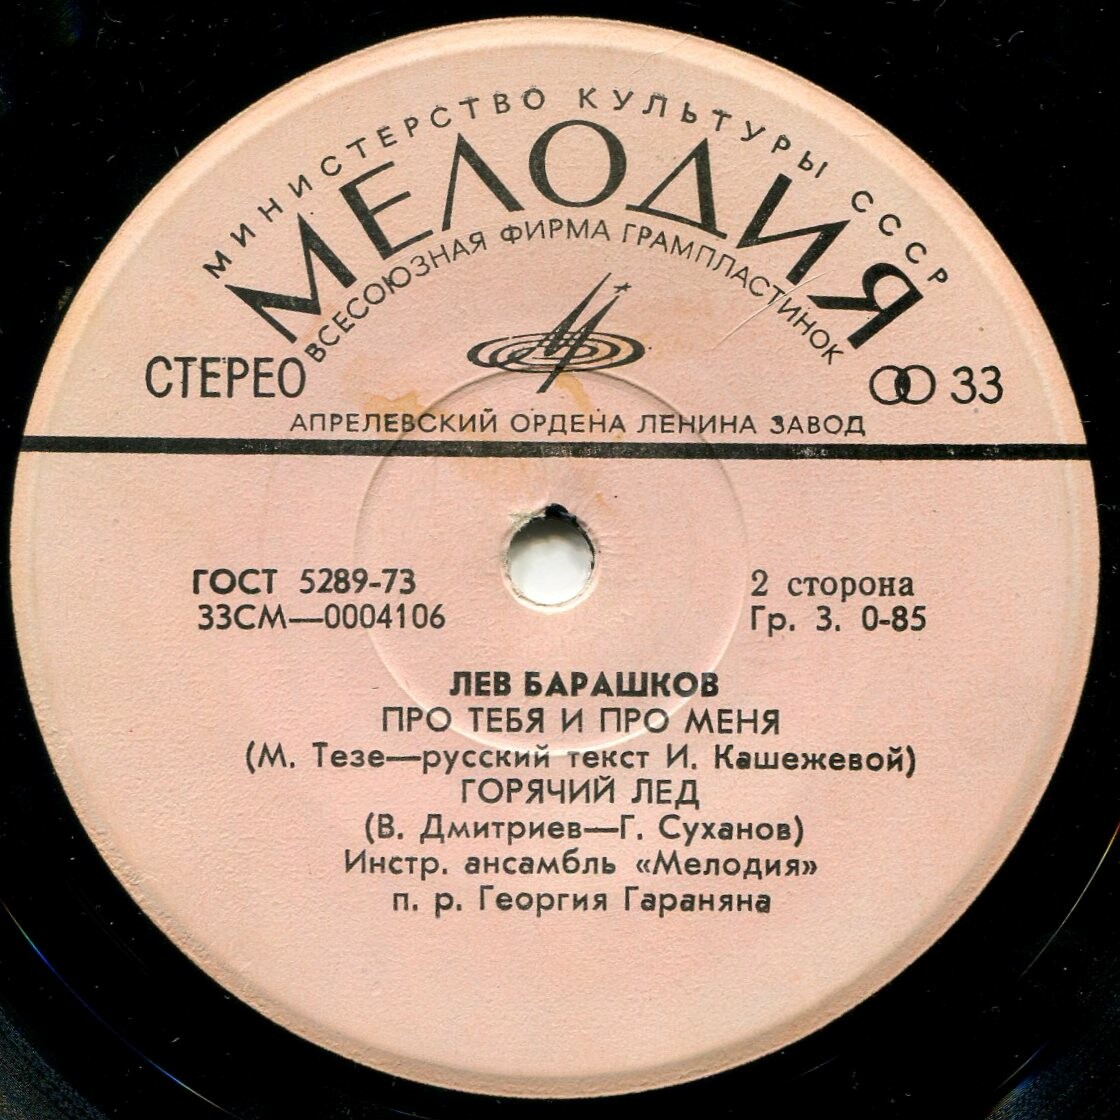 МИНИСТЕРСТВО КУЛЬТУРЫ СССР
МЕЛОДИЯ
ВСЕСОЮЗНАЯ ФИРМА ГРАМПЛАСТИНОК
СТЕРЕО
33
АПРЕЛЕВСКИЙ ОРДЕНА ЛЕНИНА ЗАВОД
ГОСТ 5289-73
33СМ—0004106
2 сторона
Гр. 3. 0-85
ЛЕВ БАРАШКОВ
ПРО ТЕБЯ И ПРО МЕНЯ
(М. Тезе—русский текст И. Кашежевой)
ГОРЯЧИЙ ЛЕД
(В. Дмитриев—Г. Суханов)
Инстр. ансамбль «Мелодия»
п. р. Георгия Гараняна